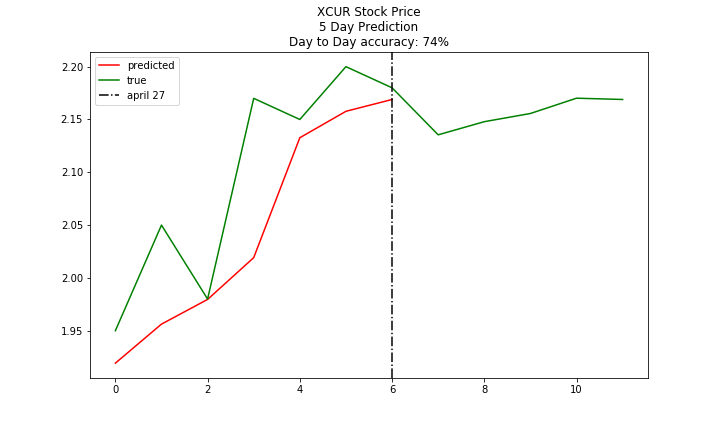 XCUR Stock Price
5 Day Prediction
Day to Day accuracy: 74%
predicted
true
april 27
2.20
2.15
2.10
2.05
2.00
1.95
0 2 4 6 8 10